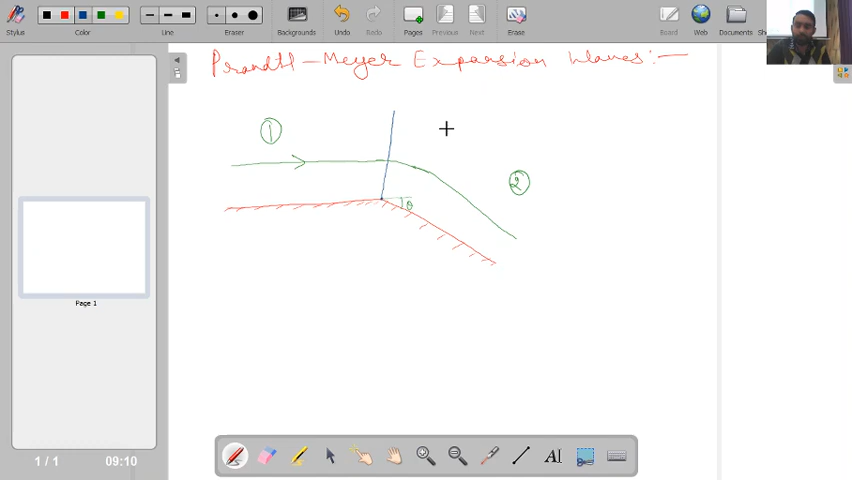 Stylus
Color
Line
Eraser
Backgrounds
Undo
Redo
Pages
Previous
Next
Erase
Board
Web
Documents
Prandtl - Meyer Expansion Waves :-
1
2
θ
Page 1
1 / 1
09:10
AI